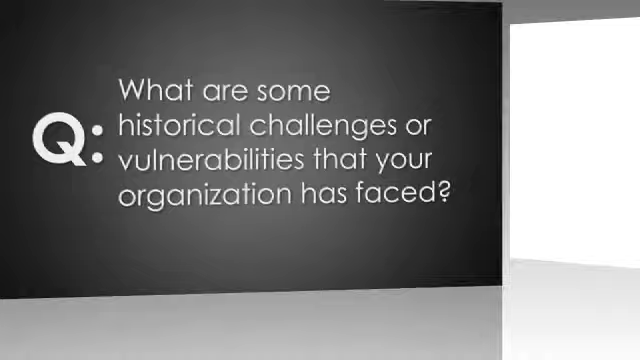 Q:
What are some
historical challenges or
vulnerabilities that your
organization has faced?